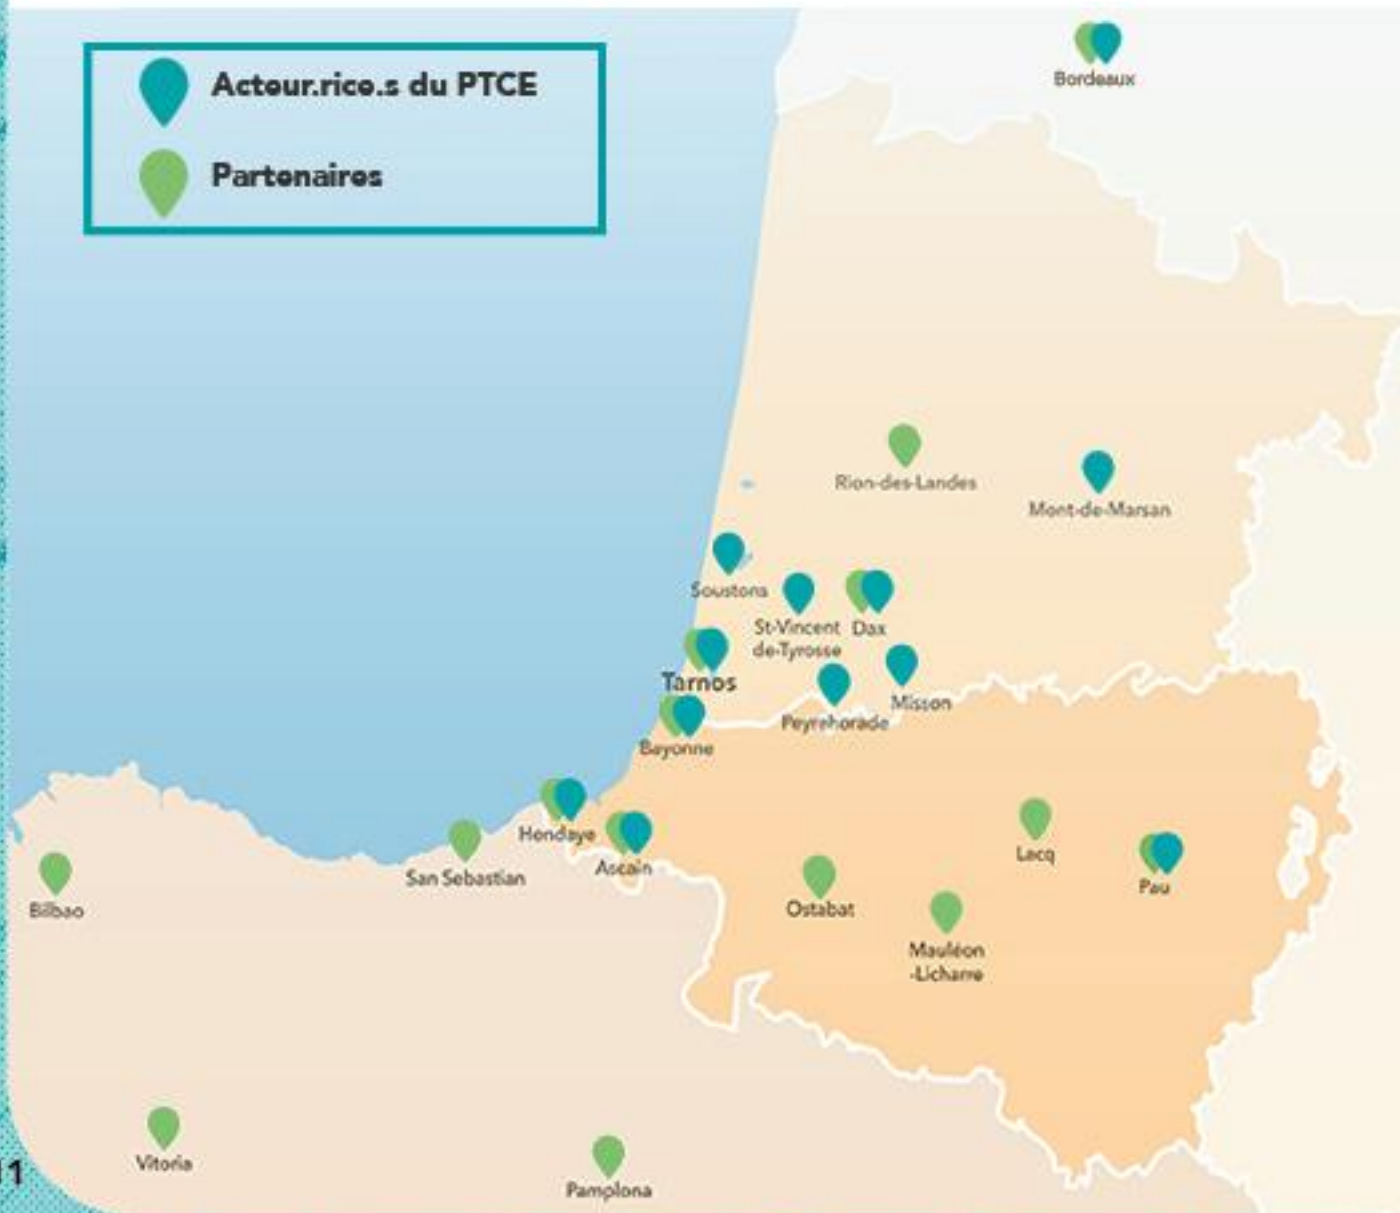 Acteur.rice.s du PTCE
Partenaires
Bordeaux
Rion-des-Landes
Mont-de-Marsan
Soustons
St-Vincent
de-Tyrosse
Dax
Tarnos
Misson
Peyrehorade
Bayonne
Hendaye
Ascain
San Sebastian
Bilbao
Lacq
Pau
Ostabat
Mauléon
-Licharre
Vitoria
Pamplona
11